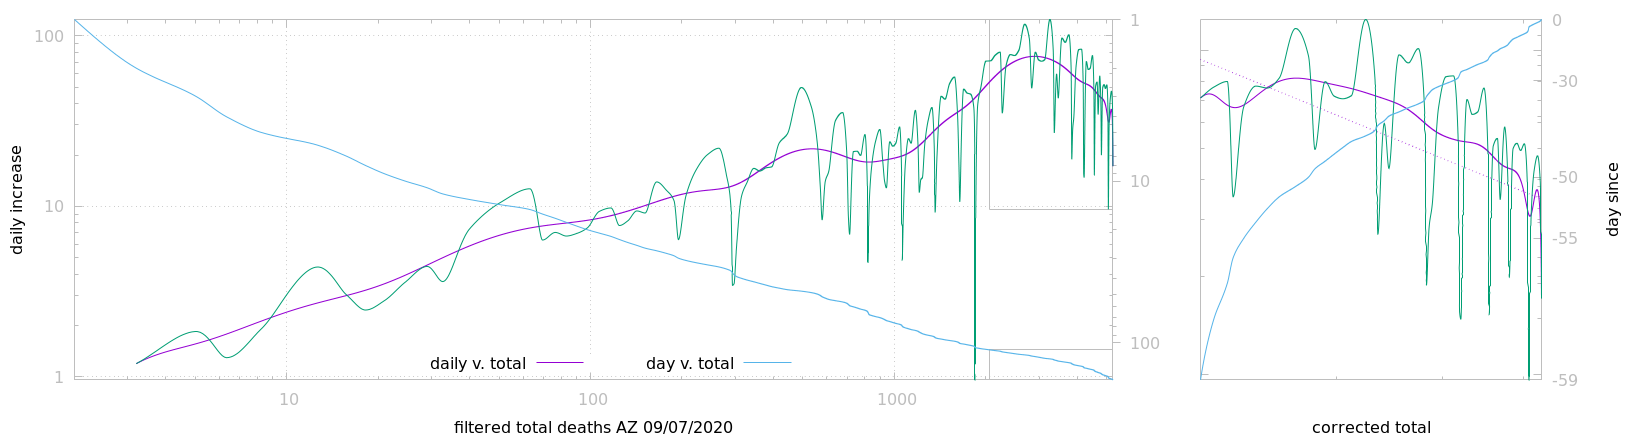 daily increase
100
10
1
10
100
1000
1
10
100
daily v. total
day v. total
filtered total deaths AZ 09/07/2020
0
-30
-50
-55
-59
day since
corrected total